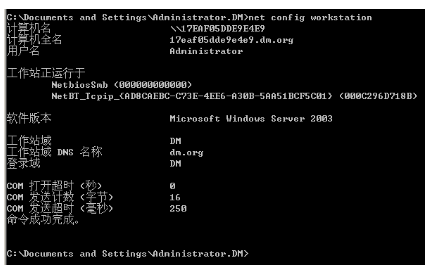 C:\Documents and Settings\Administrator.DM>net config workstation
计算机名 \\17EAF05DDE9E4E9
计算机全名 17eaf05dde9e4e9.dm.org
用户名 Administrator
工作站正运行于
NetbiosSmb (000000000000)
NetBT_Tcpip_{AD8CAEBC-C73E-4EE6-A30B-5AA51BCF5C01} (000C296D718B)
软件版本 Microsoft Windows Server 2003
工作站域 DM
工作站域 DNS 名称 dm.org
登录域 DM
COM 打开超时 (秒) 0
COM 发送计数 (字节) 16
COM 发送超时 (毫秒) 250
命令成功完成。
C:\Documents and Settings\Administrator.DM>